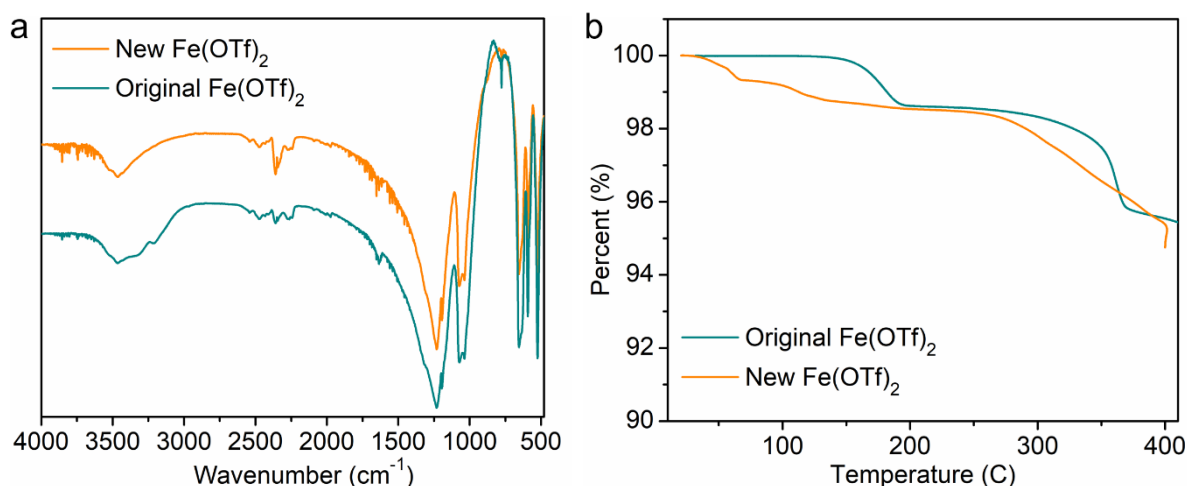 a
New Fe(OTf)₂
Original Fe(OTf)₂
4000 3500 3000 2500 2000 1500 1000 500
Wavenumber (cm⁻¹)
b
100
98
96
94
92
90
Percent (%)
Original Fe(OTf)₂
New Fe(OTf)₂
100 200 300 400
Temperature (C)